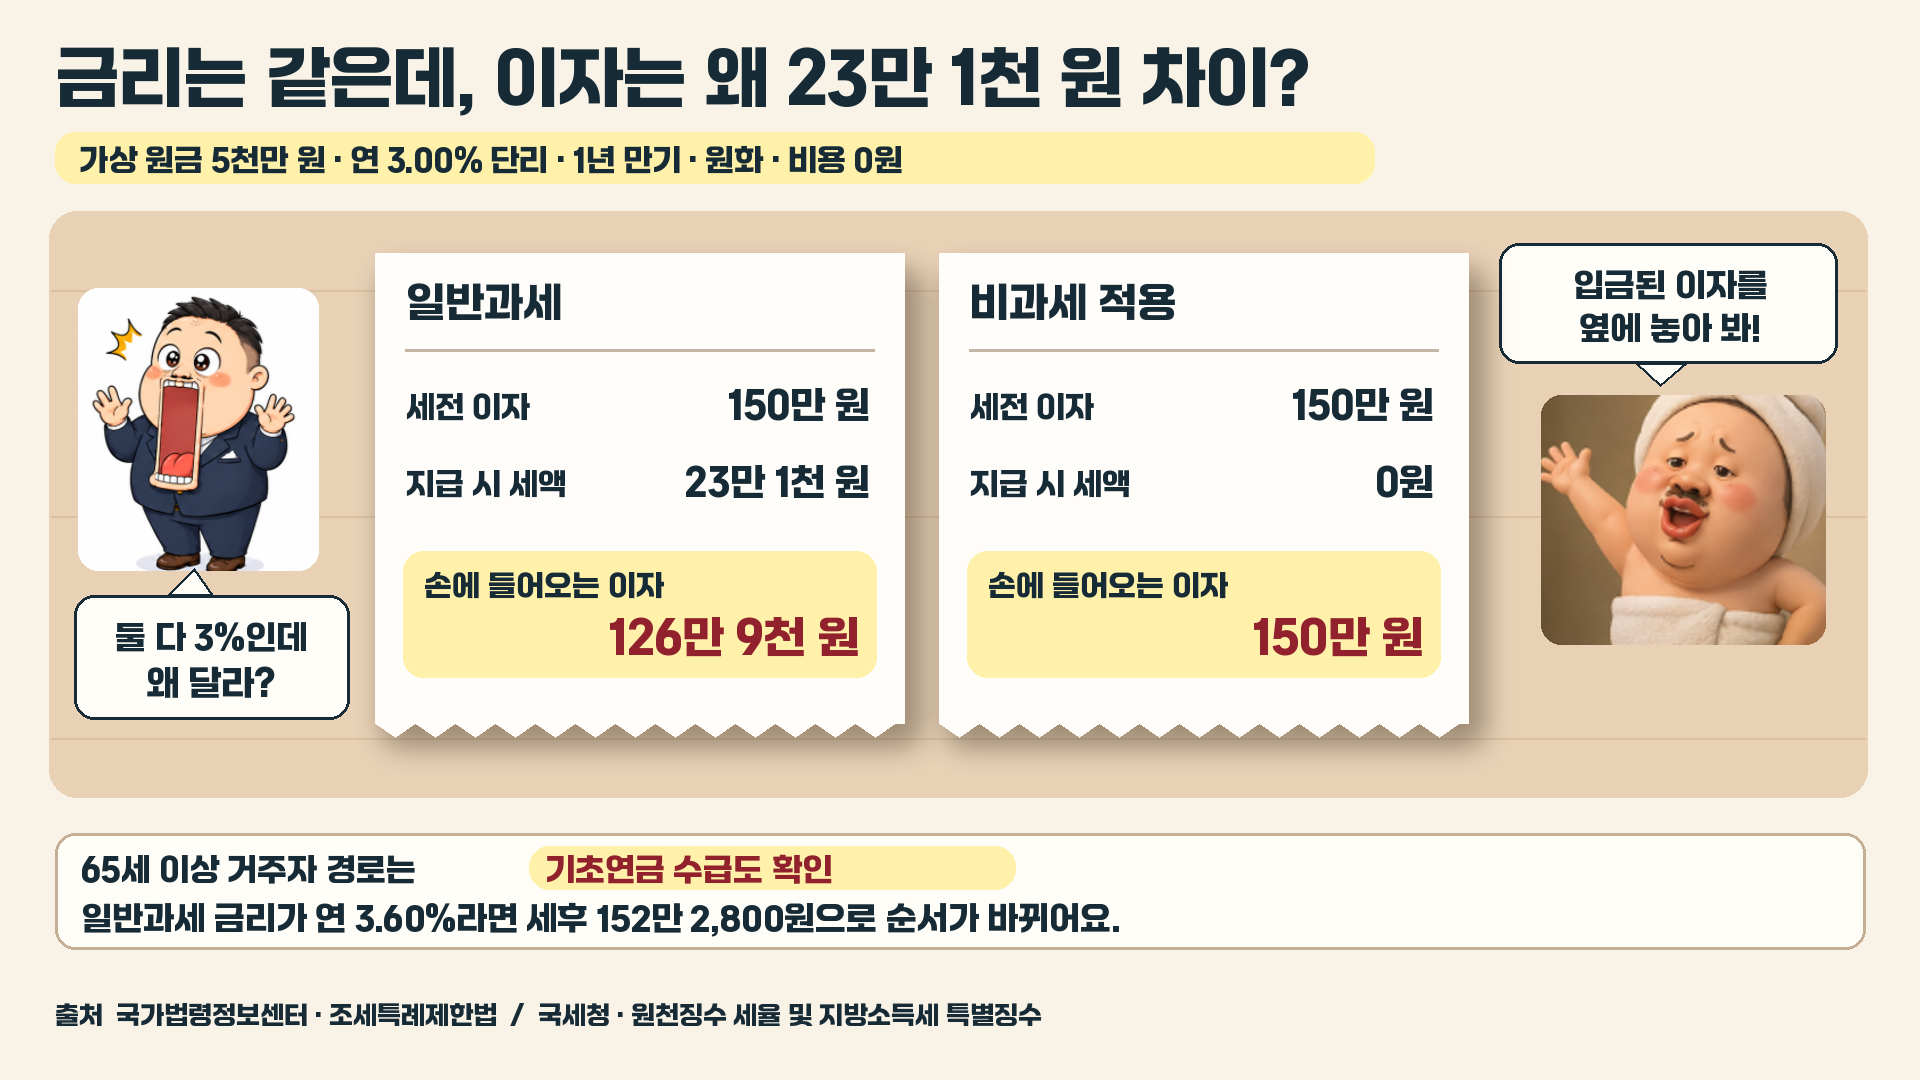 금리는 같은데, 이자는 왜 23만 1천 원 차이?
가상 원금 5천만 원 · 연 3.00% 단리 · 1년 만기 · 원화 · 비용 0원
둘 다 3%인데
왜 달라?
일반과세
세전 이자 150만 원
지급 시 세액 23만 1천 원
손에 들어오는 이자
126만 9천 원
비과세 적용
세전 이자 150만 원
지급 시 세액 0원
손에 들어오는 이자
150만 원
입금된 이자를
옆에 놓아 봐!
65세 이상 거주자 경로는 기초연금 수급도 확인
일반과세 금리가 연 3.60%라면 세후 152만 2,800원으로 순서가 바뀌어요.
출처 국가법령정보센터 · 조세특례제한법 / 국세청 · 원천징수 세율 및 지방소득세 특별징수